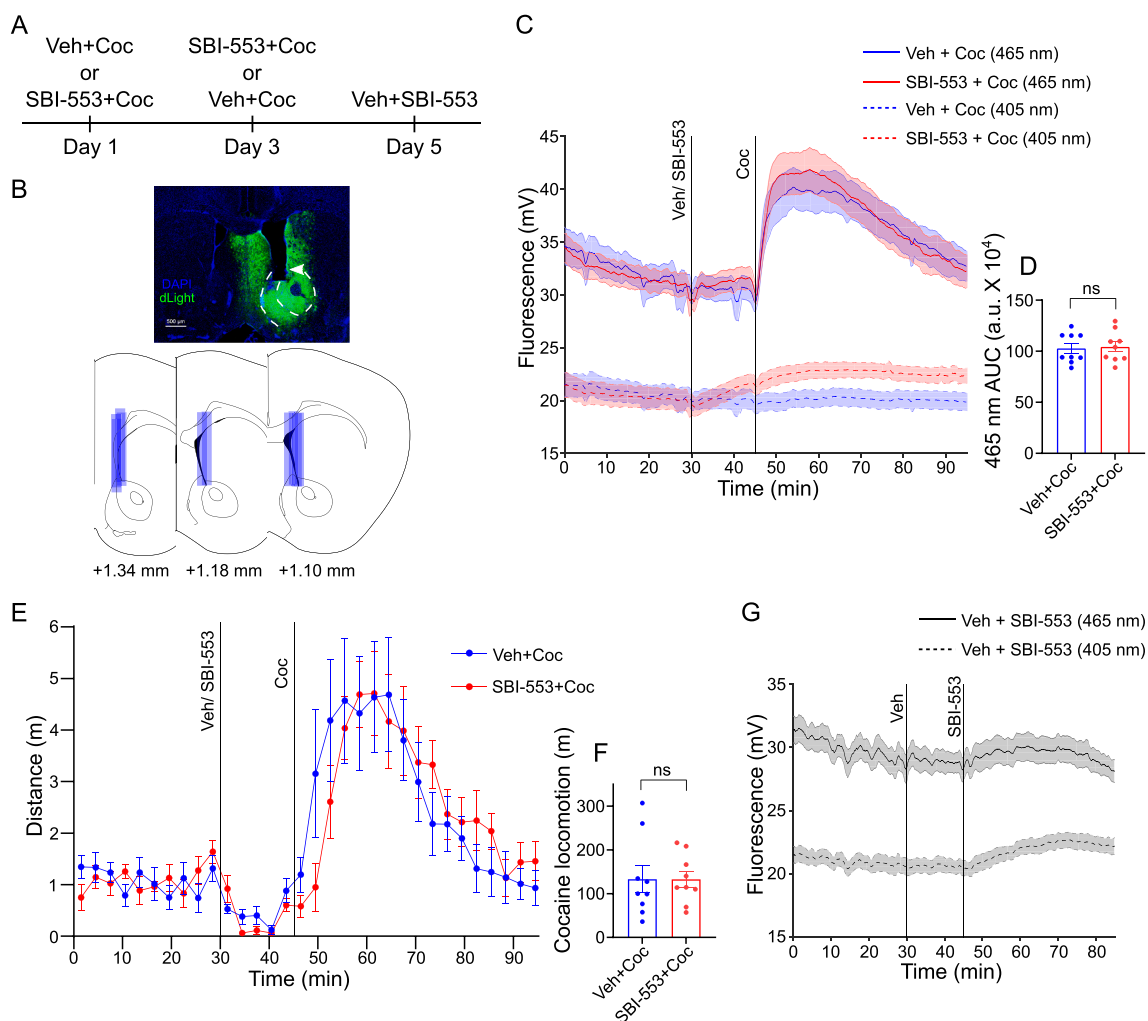 A
Veh+Coc
or
SBI-553+Coc
SBI-553+Coc
or
Veh+Coc
Veh+SBI-553
Day 1
Day 3
Day 5
B
DAPI
dLight
500 µm
+1.34 mm
+1.18 mm
+1.10 mm
C
Veh + Coc (465 nm)
SBI-553 + Coc (465 nm)
Veh + Coc (405 nm)
SBI-553 + Coc (405 nm)
Fluorescence (mV)
45
35
25
20
15
Veh/ SBI-553
Coc
0
10
20
30
40
50
60
70
80
90
Time (min)
D
465 nm AUC (a.u. X 10⁴)
150
100
50
0
ns
Veh+Coc
SBI-553+Coc
E
Distance (m)
6
5
4
3
2
1
0
Veh/ SBI-553
Coc
Veh+Coc
SBI-553+Coc
0
10
20
30
40
50
60
70
80
90
Time (min)
F
Cocaine locomotion (m)
300
200
100
0
ns
Veh+Coc
SBI-553+Coc
G
Veh + SBI-553 (465 nm)
Veh + SBI-553 (405 nm)
Fluorescence (mV)
35
30
25
20
15
Veh
SBI-553
0
10
20
30
40
50
60
70
80
Time (min)